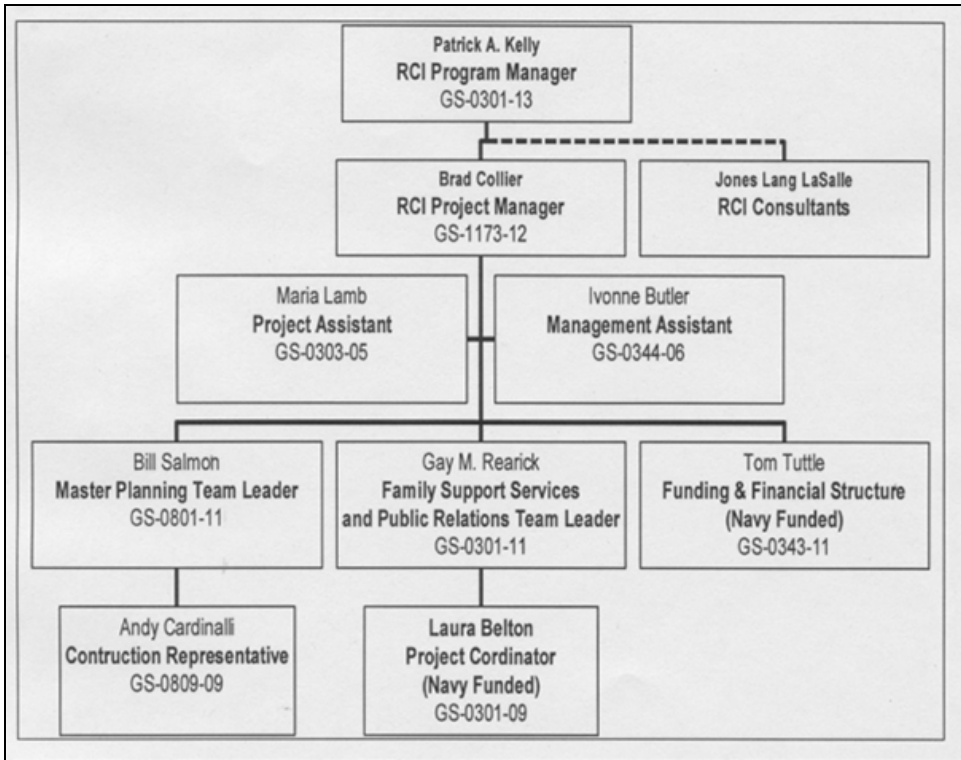 Patrick A. Kelly
RCI Program Manager
GS-0301-13
Brad Collier
RCI Project Manager
GS-1173-12
Jones Lang LaSalle
RCI Consultants
Maria Lamb
Project Assistant
GS-0303-05
Ivonne Butler
Management Assistant
GS-0344-06
Bill Salmon
Master Planning Team Leader
GS-0801-11
Gay M. Rearick
Family Support Services
and Public Relations Team Leader
GS-0301-11
Tom Tuttle
Funding & Financial Structure
(Navy Funded)
GS-0343-11
Andy Cardinalli
Contruction Representative
GS-0809-09
Laura Belton
Project Cordinator
(Navy Funded)
GS-0301-09